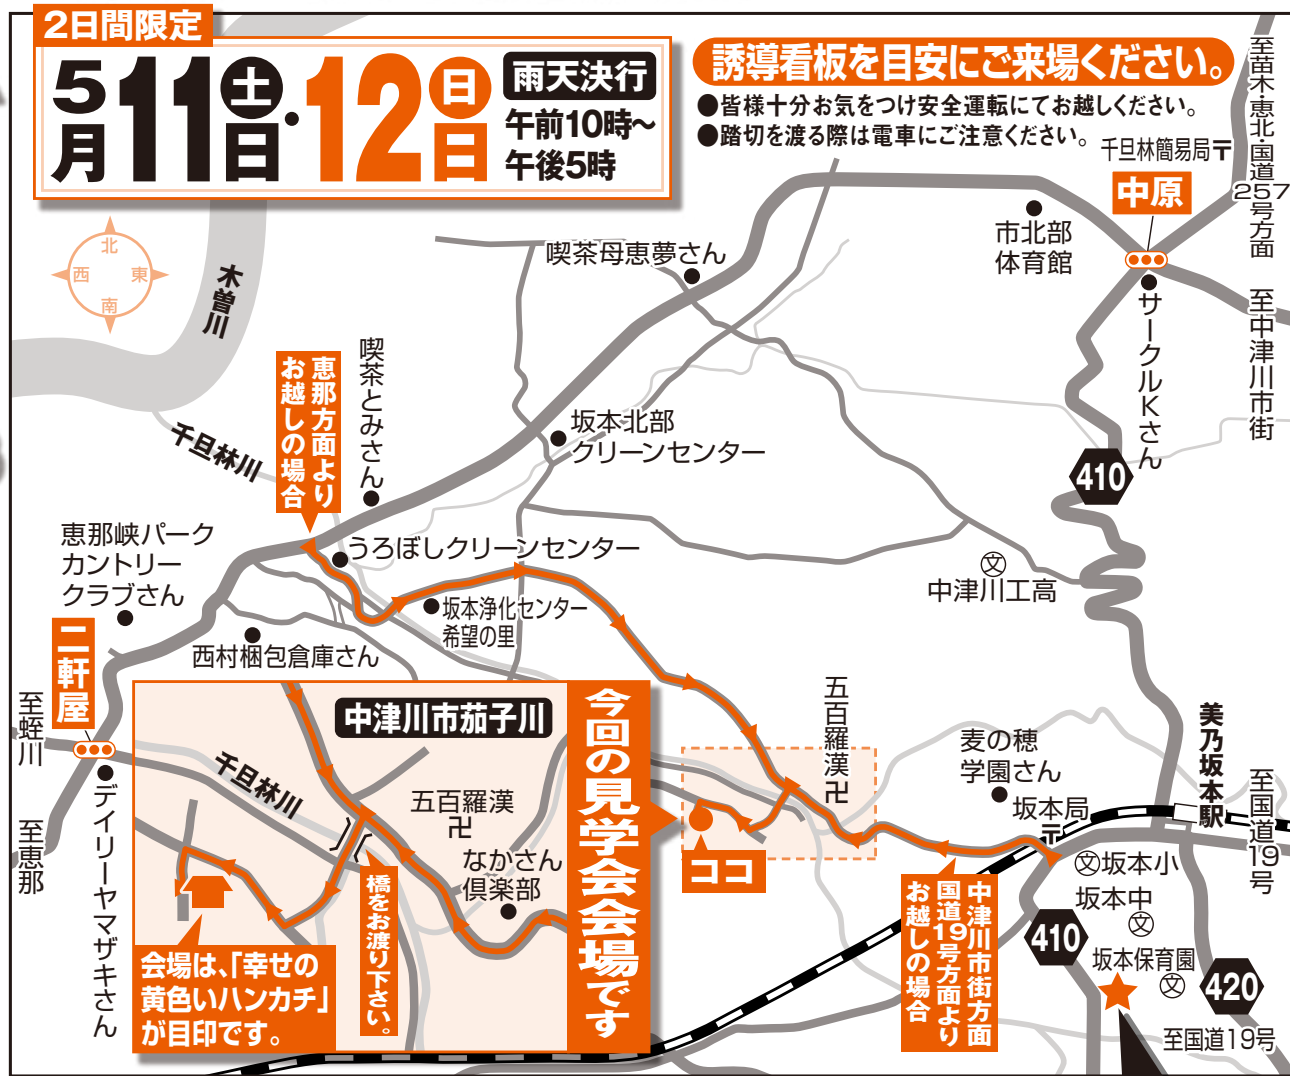 2日間限定
5月11日土・12日日
雨天決行
午前10時〜
午後5時
誘導看板を目安にご来場ください。
●皆様十分お気をつけ安全運転にてお越しください。
●踏切を渡る際は電車にご注意ください。
千旦林簡易局〒
至苗木・恵北・国道257号方面
中原
市北部
体育館
喫茶母恵夢さん
北
西
東
南
木曽川
サークルKさん
至中津川市街
喫茶とみさん
恵那方面より
お越しの場合
千旦林川
坂本北部
クリーンセンター
410
恵那峡パーク
カントリー
クラブさん
うろぼしクリーンセンター
文
中津川工高
坂本浄化センター
希望の里
西村梱包倉庫さん
二軒屋
至蛭川
至恵那
デイリーヤマザキさん
中津川市茄子川
今回の見学会会場です
千旦林川
五百羅漢
卍
なかさん
倶楽部
橋をお渡り下さい。
会場は、「幸せの
黄色いハンカチ」
が目印です。
五百羅漢
卍
ココ
麦の穂
学園さん
坂本局
〒
美乃坂本駅
至国道19号
中津川市街方面
国道19号方面より
お越しの場合
文坂本小
坂本中
文
410
坂本保育園
文
420
至国道19号